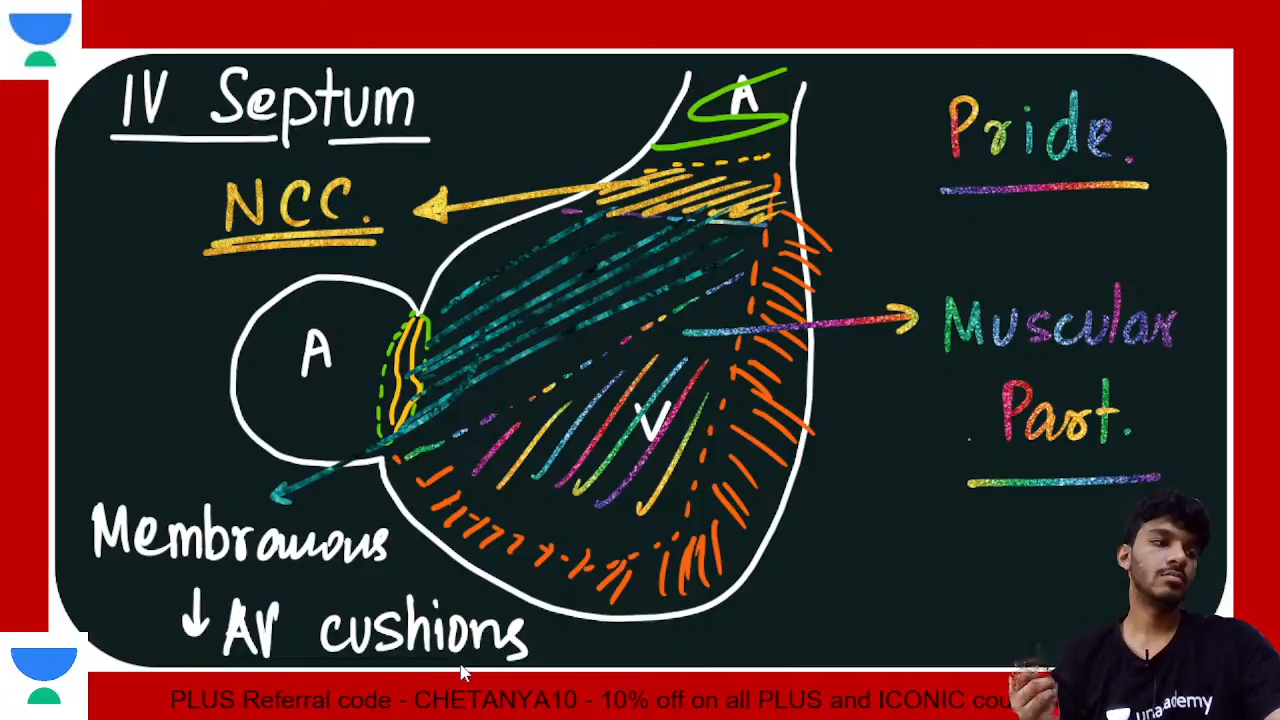 IV Septum
A
Pride.
NCC.
A
Muscular
Part.
V
Membranous
↓ AV cushions
unacademy
PLUS Referral code - CHETANYA10 - 10% off on all PLUS and ICONIC